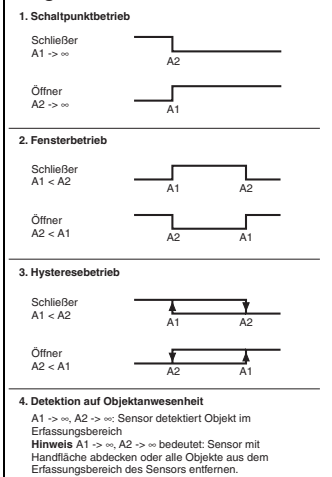 1. Schaltpunktbetrieb
Schließer
A1 -> ∞
A2
Öffner
A2 -> ∞
A1
2. Fensterbetrieb
Schließer
A1 < A2
A1 A2
Öffner
A2 < A1
A2 A1
3. Hysteresebetrieb
Schließer
A1 < A2
A1 A2
Öffner
A2 < A1
A2 A1
4. Detektion auf Objektanwesenheit
A1 -> ∞, A2 -> ∞: Sensor detektiert Objekt im
Erfassungsbereich
Hinweis A1 -> ∞, A2 -> ∞ bedeutet: Sensor mit
Handfläche abdecken oder alle Objekte aus dem
Erfassungsbereich des Sensors entfernen.